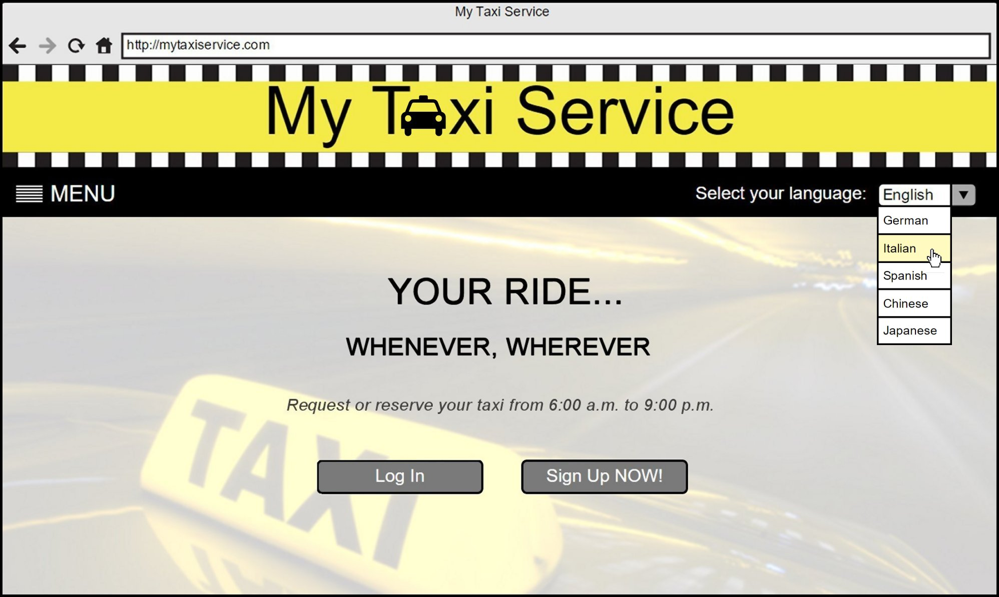 My Taxi Service
http://mytaxiservice.com
My Taxi Service
MENU
Select your language: English
German
Italian
Spanish
Chinese
Japanese
YOUR RIDE...
WHENEVER, WHEREVER
Request or reserve your taxi from 6:00 a.m. to 9:00 p.m.
TAXI
Log In
Sign Up NOW!